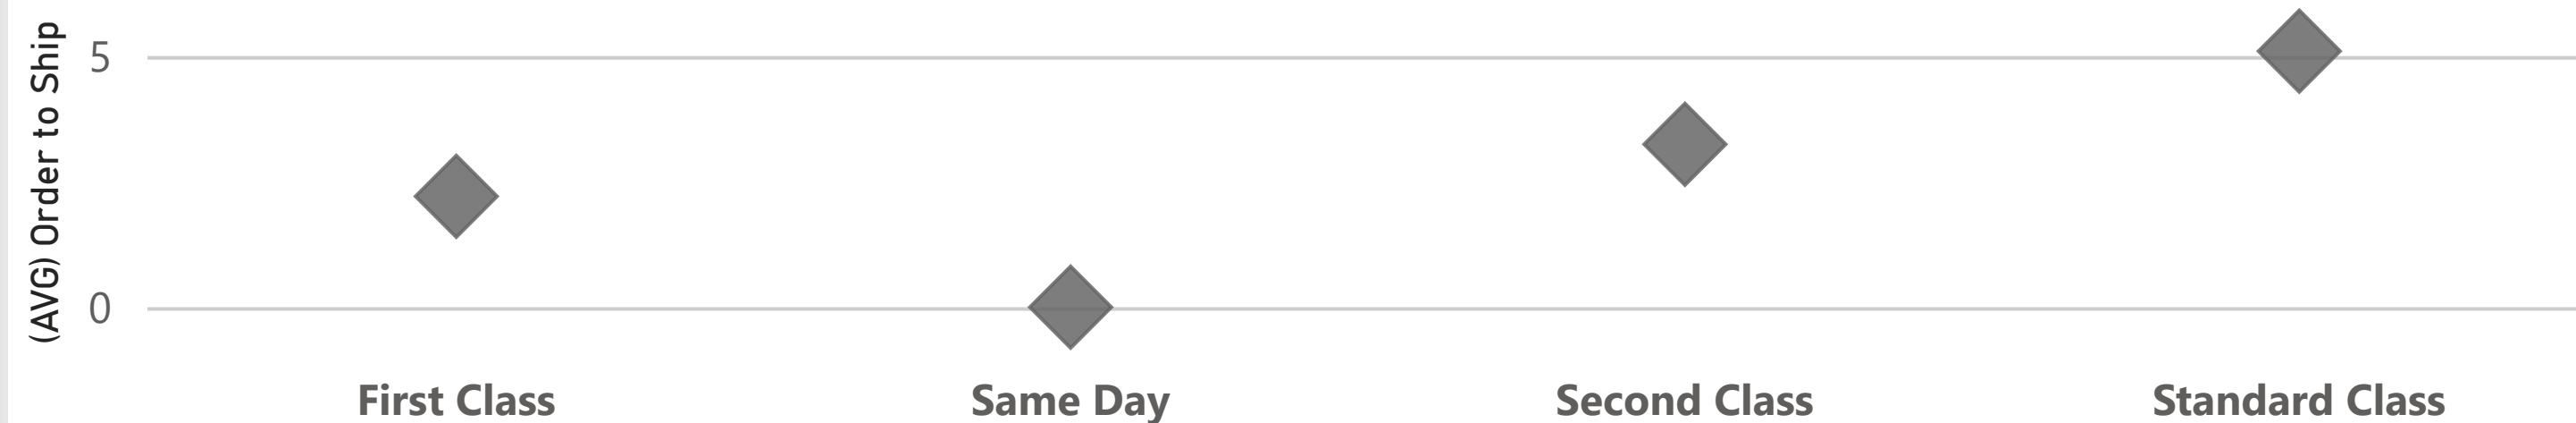 (AVG) Order to Ship
5
0
First Class
Same Day
Second Class
Standard Class